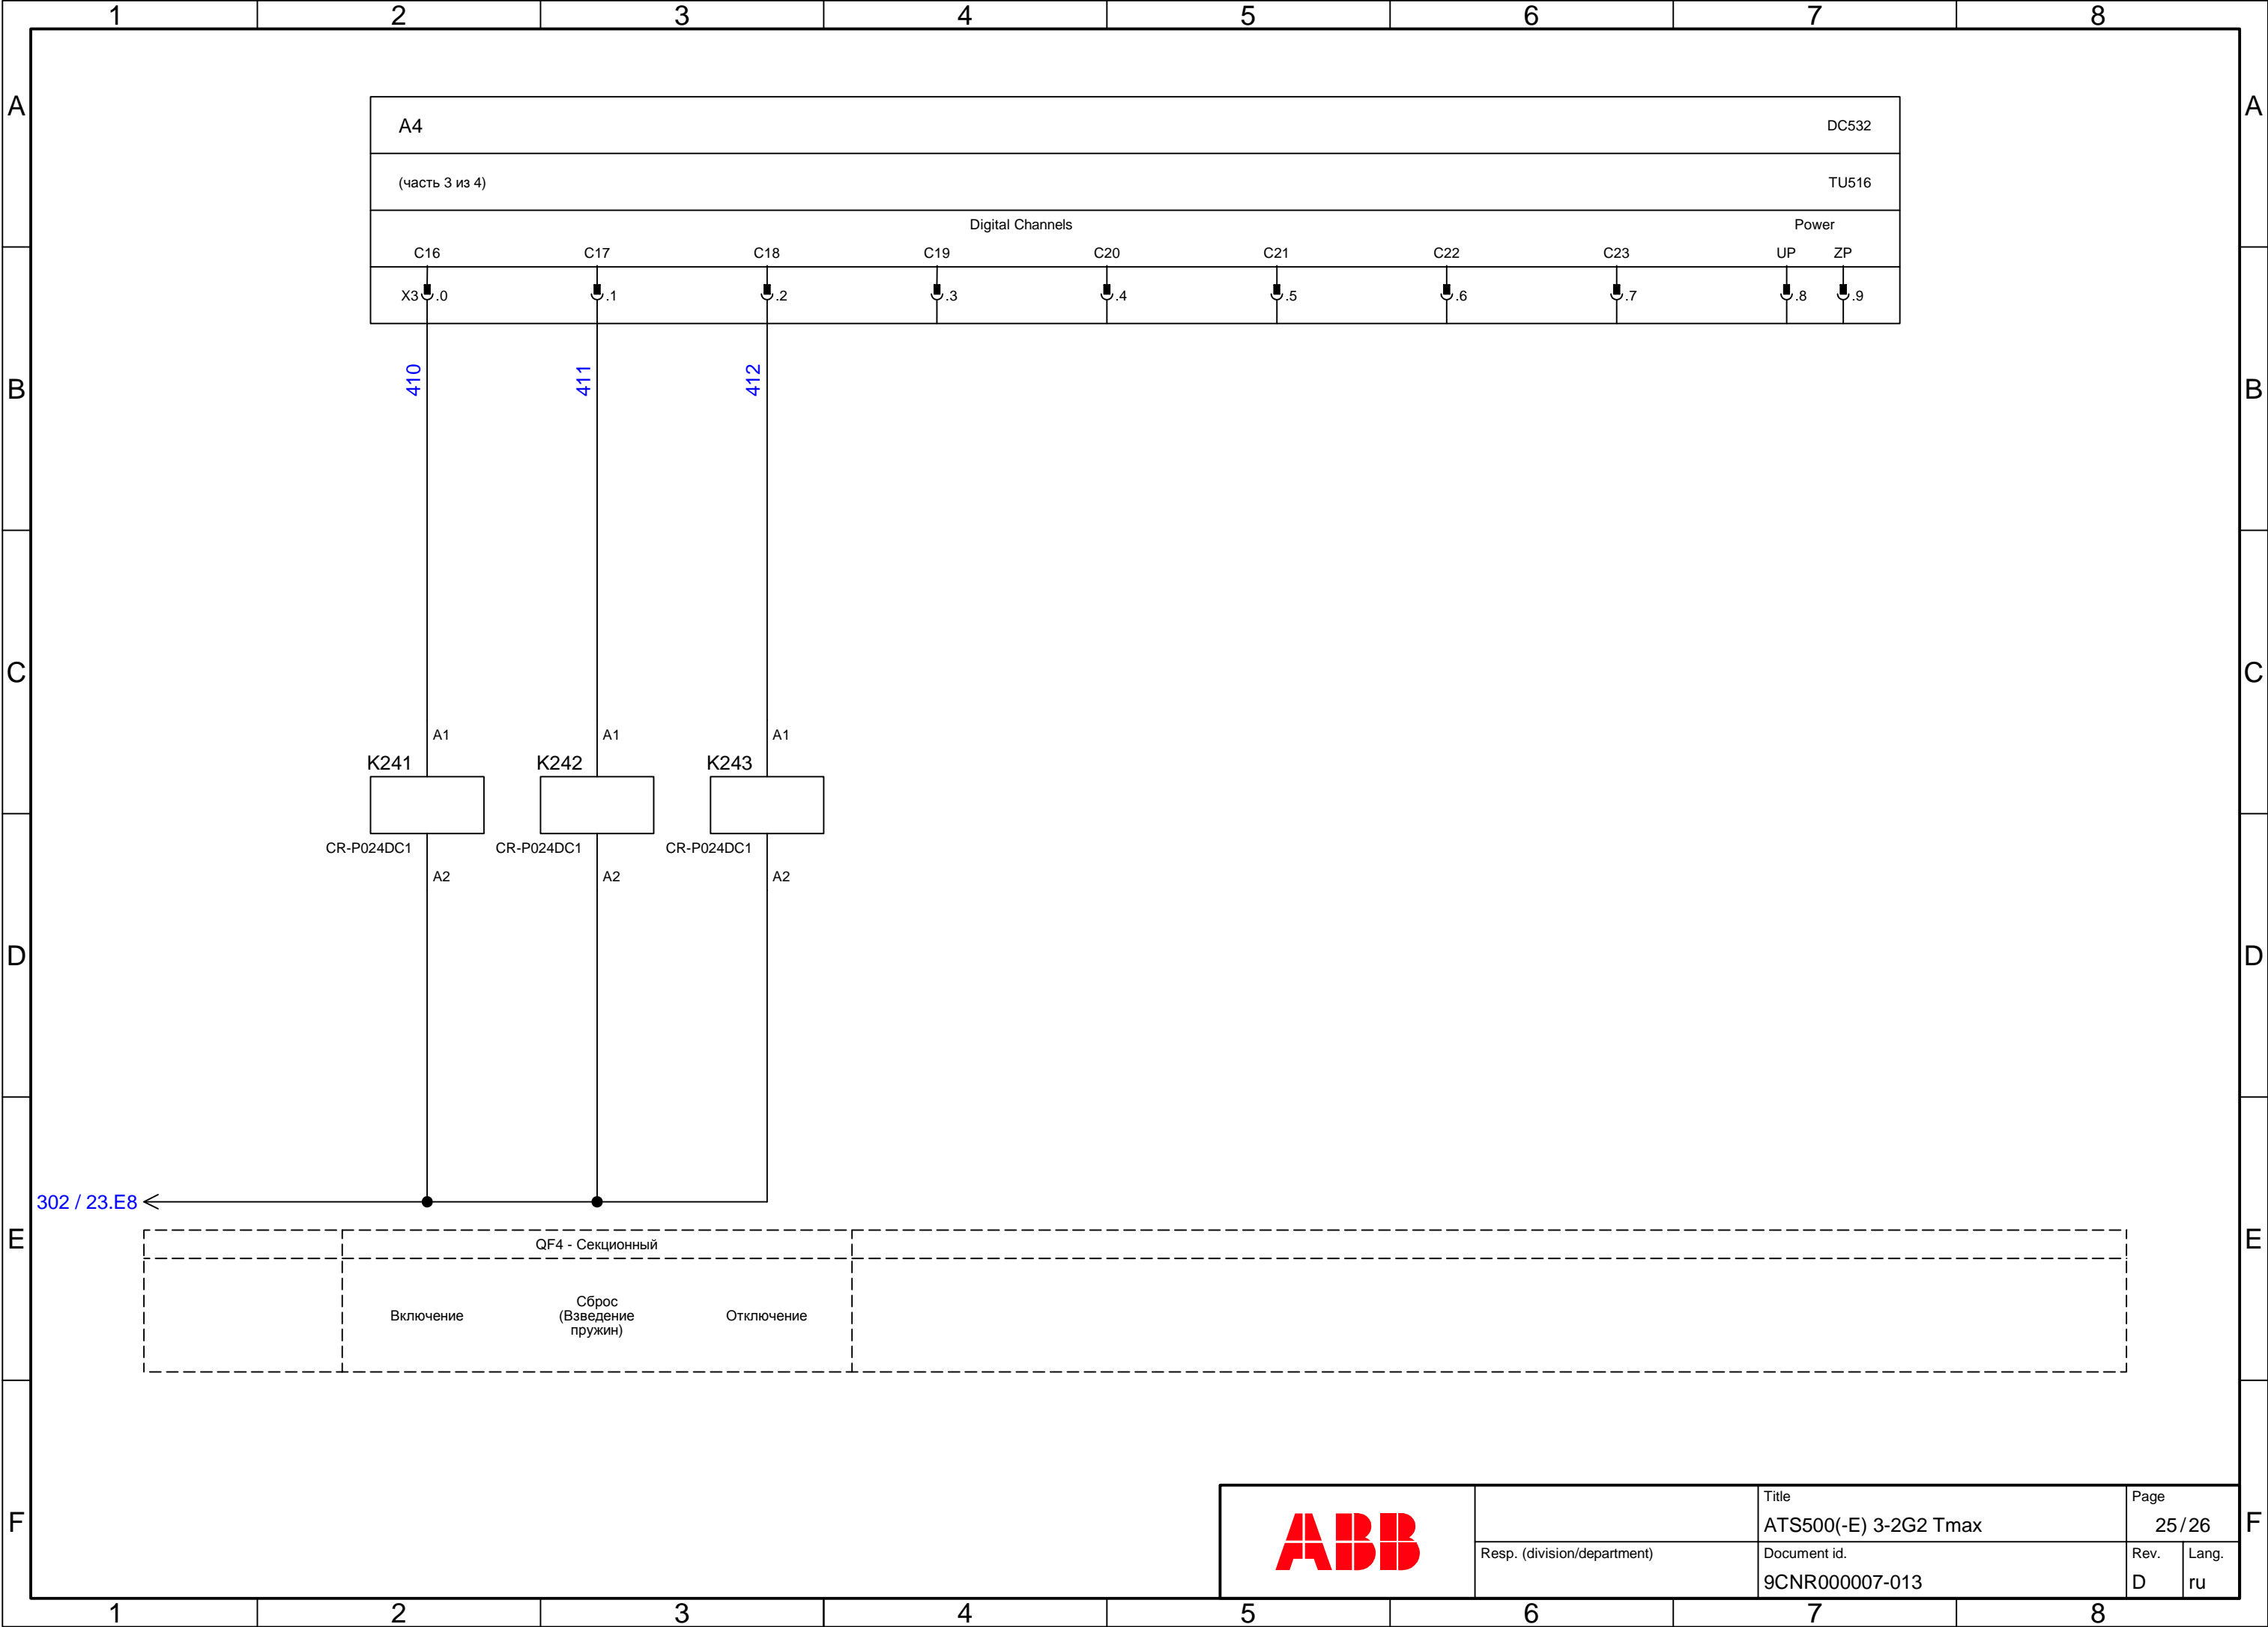 1 2 3 4 5 6 7 8
A A
A4 DC532
(часть 3 из 4) TU516
Digital Channels Power
C16 C17 C18 C19 C20 C21 C22 C23 UP ZP
X3 .0 .1 .2 .3 .4 .5 .6 .7 .8 .9
410 411 412
B B
C C
A1 A1 A1
K241 K242 K243
CR-P024DC1 CR-P024DC1 CR-P024DC1
A2 A2 A2
D D
302 / 23.E8
E E
QF4 - Секционный
Включение
Сброс
(Взведение
пружин)
Отключение
F F
ABB
Title
ATS500(-E) 3-2G2 Tmax
Page
25/26
Resp. (division/department)
Document id.
9CNR000007-013
Rev.
D
Lang.
ru
1 2 3 4 5 6 7 8